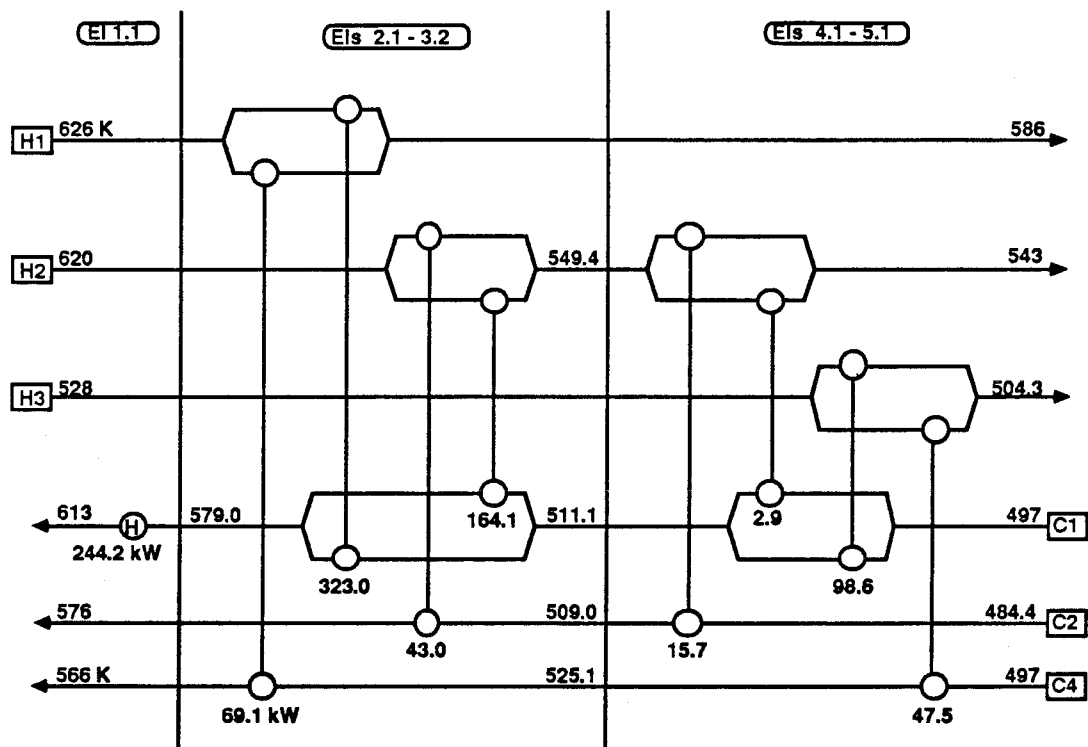 EI 1.1 EIs 2.1 - 3.2 EIs 4.1 - 5.1
H1 626 K 586
H2 620 549.4 543
H3 528 504.3
613 H 579.0 164.1 511.1 2.9 497 C1
244.2 kW 323.0 98.6
576 509.0 484.4 C2
43.0 15.7
566 K 525.1 497 C4
69.1 kW 47.5